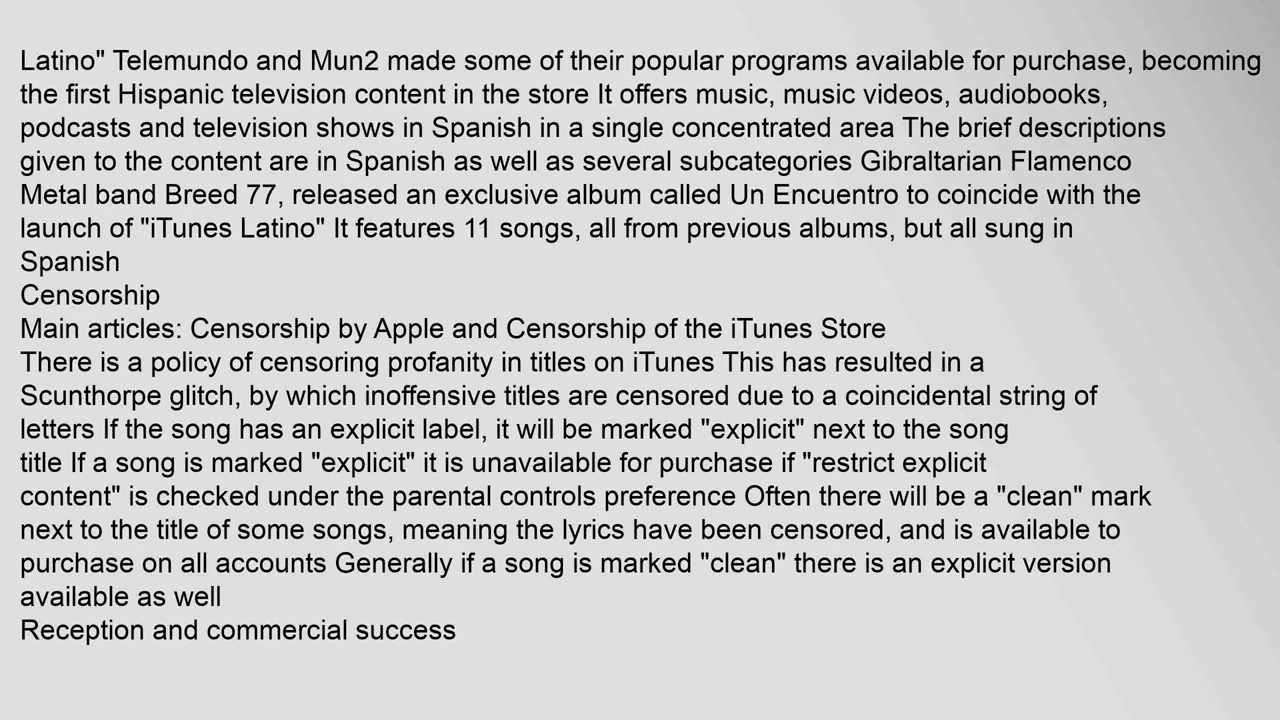 Latino" Telemundo and Mun2 made some of their popular programs available for purchase, becoming
the first Hispanic television content in the store It offers music, music videos, audiobooks,
podcasts and television shows in Spanish in a single concentrated area The brief descriptions
given to the content are in Spanish as well as several subcategories Gibraltarian Flamenco
Metal band Breed 77, released an exclusive album called Un Encuentro to coincide with the
launch of "iTunes Latino" It features 11 songs, all from previous albums, but all sung in
Spanish
Censorship
Main articles: Censorship by Apple and Censorship of the iTunes Store
There is a policy of censoring profanity in titles on iTunes This has resulted in a
Scunthorpe glitch, by which inoffensive titles are censored due to a coincidental string of
letters If the song has an explicit label, it will be marked "explicit" next to the song
title If a song is marked "explicit" it is unavailable for purchase if "restrict explicit
content" is checked under the parental controls preference Often there will be a "clean" mark
next to the title of some songs, meaning the lyrics have been censored, and is available to
purchase on all accounts Generally if a song is marked "clean" there is an explicit version
available as well
Reception and commercial success